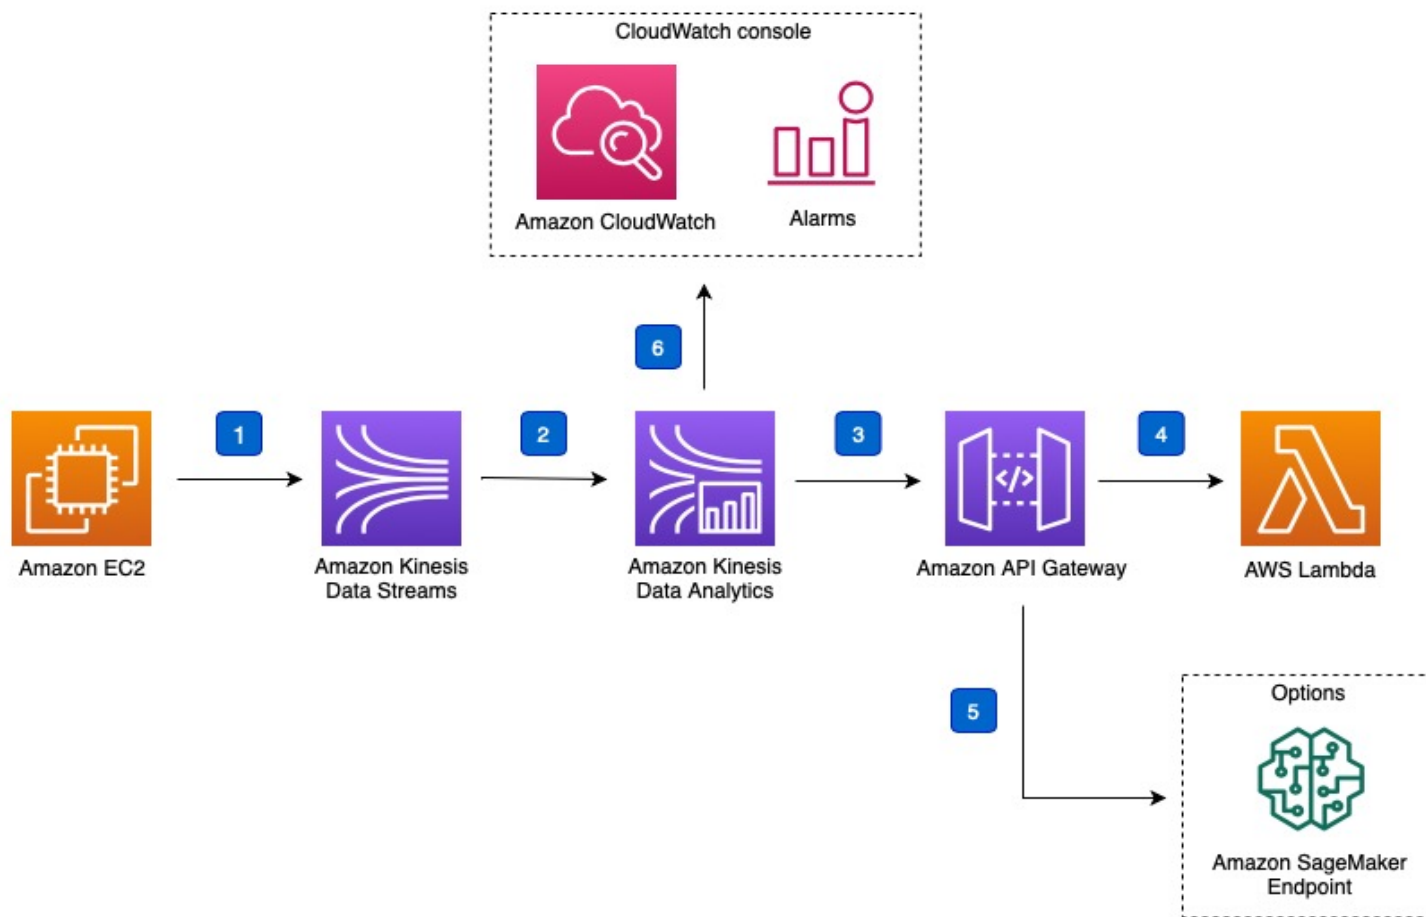 CloudWatch console
Amazon CloudWatch
Alarms
6
1
2
3
4
Amazon EC2
Amazon Kinesis
Data Streams
Amazon Kinesis
Data Analytics
Amazon API Gateway
</>
AWS Lambda
5
Options
Amazon SageMaker
Endpoint